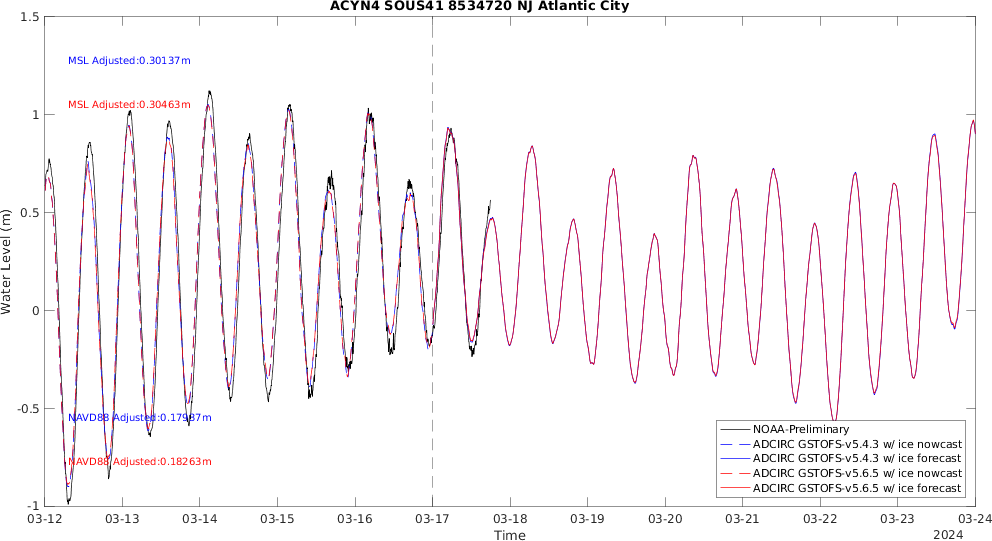 ACYN4 SOUS41 8534720 NJ Atlantic City
1.5
1
0.5
0
-0.5
-1
Water Level (m)
MSL Adjusted:0.30137m
MSL Adjusted:0.30463m
NAVD88 Adjusted:0.17987m
NAVD88 Adjusted:0.18263m
NOAA-Preliminary
ADCIRC GSTOFS-v5.4.3 w/ ice nowcast
ADCIRC GSTOFS-v5.4.3 w/ ice forecast
ADCIRC GSTOFS-v5.6.5 w/ ice nowcast
ADCIRC GSTOFS-v5.6.5 w/ ice forecast
03-12 03-13 03-14 03-15 03-16 03-17 03-18 03-19 03-20 03-21 03-22 03-23 03-24
Time
2024